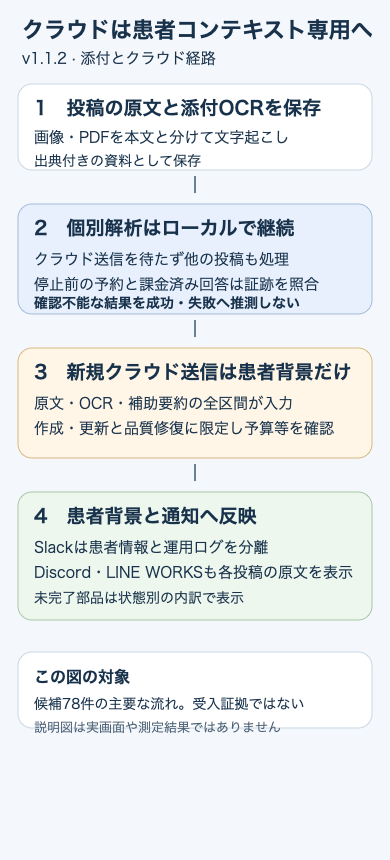 クラウドは患者コンテキスト専用へ
v1.1.2 · 添付とクラウド経路
1 投稿の原文と添付OCRを保存
画像・PDFを本文と分けて文字起こし
出典付きの資料として保存
2 個別解析はローカルで継続
クラウド送信を待たず他の投稿も処理
停止前の予約と課金済み回答は証跡を照合
確認不能な結果を成功・失敗へ推測しない
3 新規クラウド送信は患者背景だけ
原文・OCR・補助要約の全区間が入力
作成・更新と品質修復に限定し予算等を確認
4 患者背景と通知へ反映
Slackは患者情報と運用ログを分離
Discord・LINE WORKSも各投稿の原文を表示
未完了部品は状態別の内訳で表示
この図の対象
候補78件の主要な流れ。受入証拠ではない
説明図は実画面や測定結果ではありません